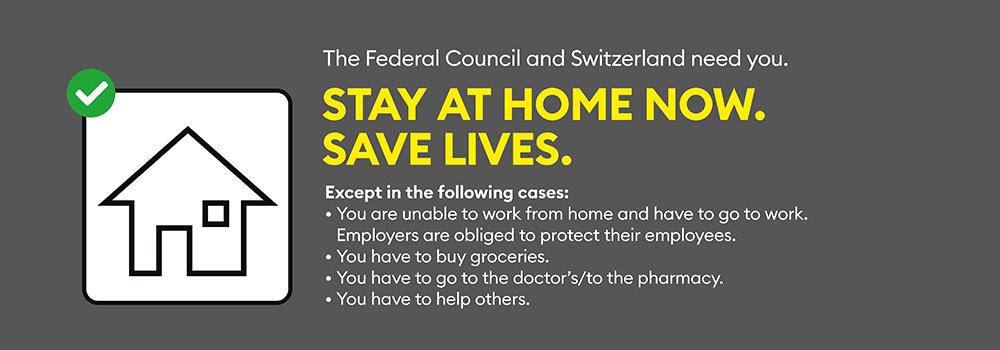 The Federal Council and Switzerland need you.
STAY AT HOME NOW.
SAVE LIVES.
Except in the following cases:
• You are unable to work from home and have to go to work.
Employers are obliged to protect their employees.
• You have to buy groceries.
• You have to go to the doctor’s/to the pharmacy.
• You have to help others.